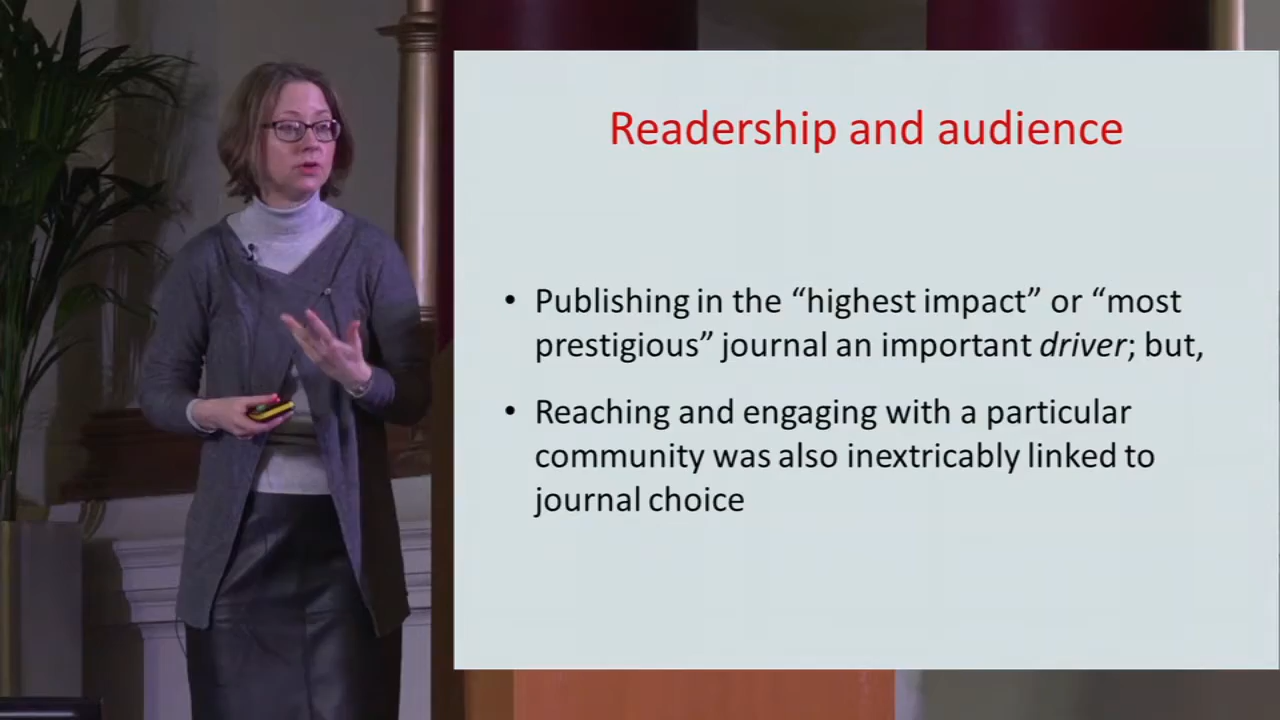 Readership and audience
• Publishing in the “highest impact” or “most
prestigious” journal an important driver; but,
• Reaching and engaging with a particular
community was also inextricably linked to
journal choice